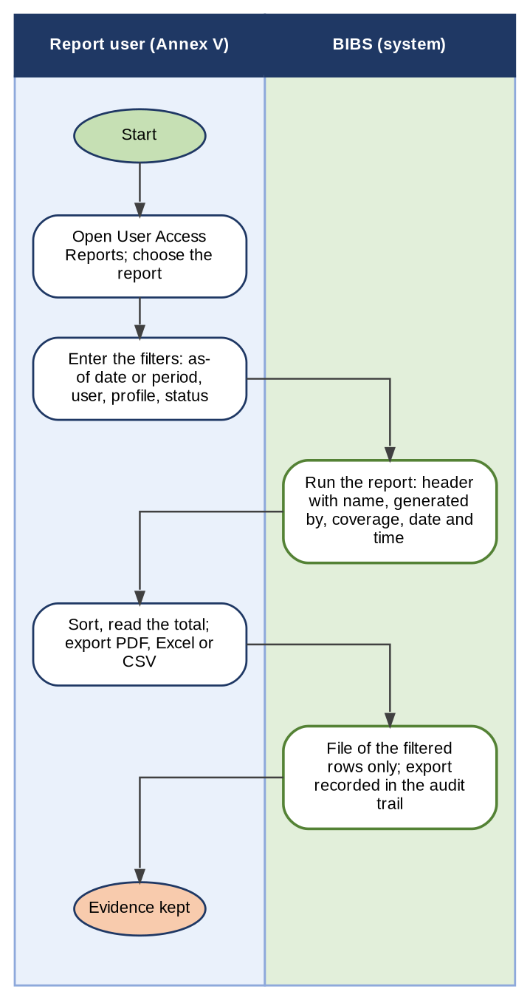 Report user (Annex V)
BIBS (system)
Start
Open User Access
Reports; choose the
report
Enter the filters: as-
of date or period,
user, profile, status
Run the report: header
with name, generated
by, coverage, date and
time
Sort, read the total;
export PDF, Excel or
CSV
File of the filtered
rows only; export
recorded in the audit
trail
Evidence kept